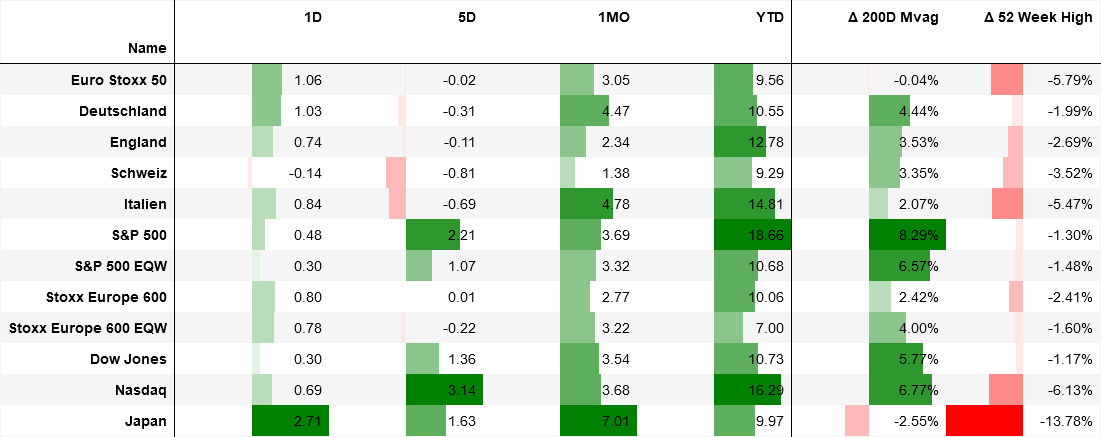 1D 5D 1MO YTD Δ 200D Mvag Δ 52 Week High
Name
Euro Stoxx 50 1.06 -0.02 3.05 9.56 -0.04% -5.79%
Deutschland 1.03 -0.31 4.47 10.55 4.44% -1.99%
England 0.74 -0.11 2.34 12.78 3.53% -2.69%
Schweiz -0.14 -0.81 1.38 9.29 3.35% -3.52%
Italien 0.84 -0.69 4.78 14.81 2.07% -5.47%
S&P 500 0.48 2.21 3.69 18.66 8.29% -1.30%
S&P 500 EQW 0.30 1.07 3.32 10.68 6.57% -1.48%
Stoxx Europe 600 0.80 0.01 2.77 10.06 2.42% -2.41%
Stoxx Europe 600 EQW 0.78 -0.22 3.22 7.00 4.00% -1.60%
Dow Jones 0.30 1.36 3.54 10.73 5.77% -1.17%
Nasdaq 0.69 3.14 3.68 16.29 6.77% -6.13%
Japan 2.71 1.63 7.01 9.97 -2.55% -13.78%